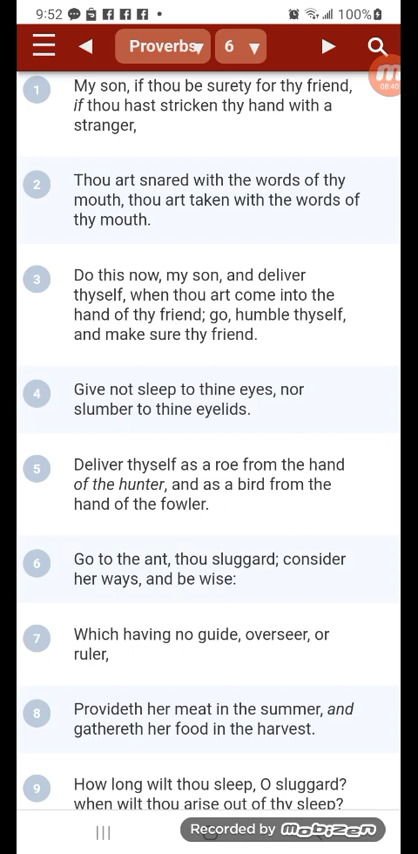 9:52 100%
Proverbs 6
1 My son, if thou be surety for thy friend,
if thou hast stricken thy hand with a
stranger,
2 Thou art snared with the words of thy
mouth, thou art taken with the words of
thy mouth.
3 Do this now, my son, and deliver
thyself, when thou art come into the
hand of thy friend; go, humble thyself,
and make sure thy friend.
4 Give not sleep to thine eyes, nor
slumber to thine eyelids.
5 Deliver thyself as a roe from the hand
of the hunter, and as a bird from the
hand of the fowler.
6 Go to the ant, thou sluggard; consider
her ways, and be wise:
7 Which having no guide, overseer, or
ruler,
8 Provideth her meat in the summer, and
gathereth her food in the harvest.
9 How long wilt thou sleep, O sluggard?
when wilt thou arise out of thy sleep?
08:40
Recorded by mobizen